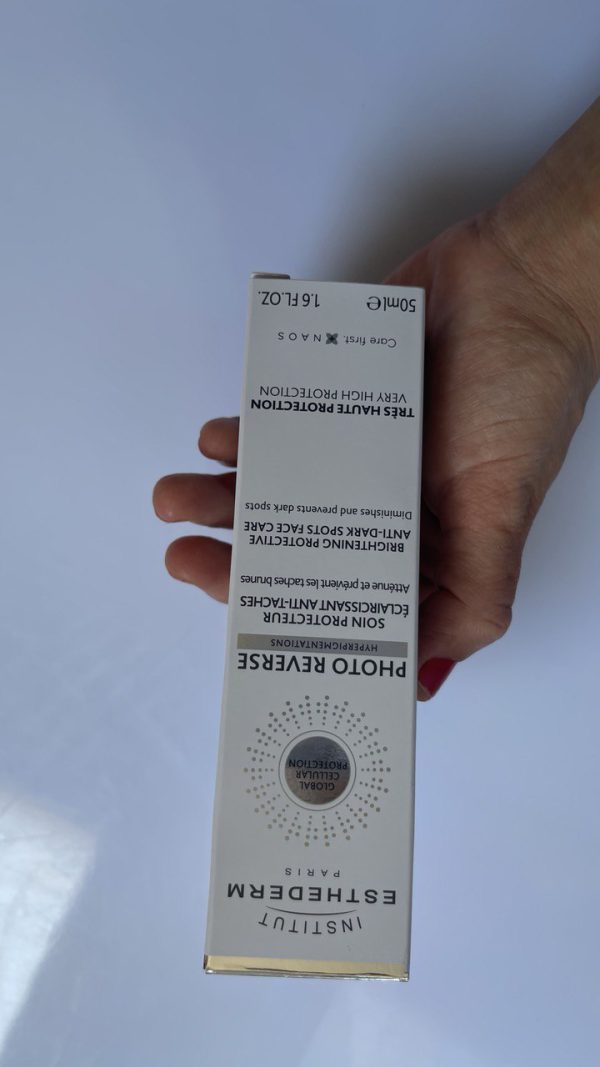 INSTITUT
ESTHEDERM
PARIS
GLOBAL
CELLULAR
PROTECTION
PHOTO REVERSE
HYPERPIGMENTATIONS
SOIN PROTECTEUR
ÉCLAIRCISSANT ANTI-TACHES
Atténue et prévient les taches brunes
BRIGHTENING PROTECTIVE
ANTI-DARK SPOTS FACE CARE
Diminishes and prevents dark spots
TRÈS HAUTE PROTECTION
VERY HIGH PROTECTION
Care first. NAOS
50ml℮ 1.6 FL.OZ.